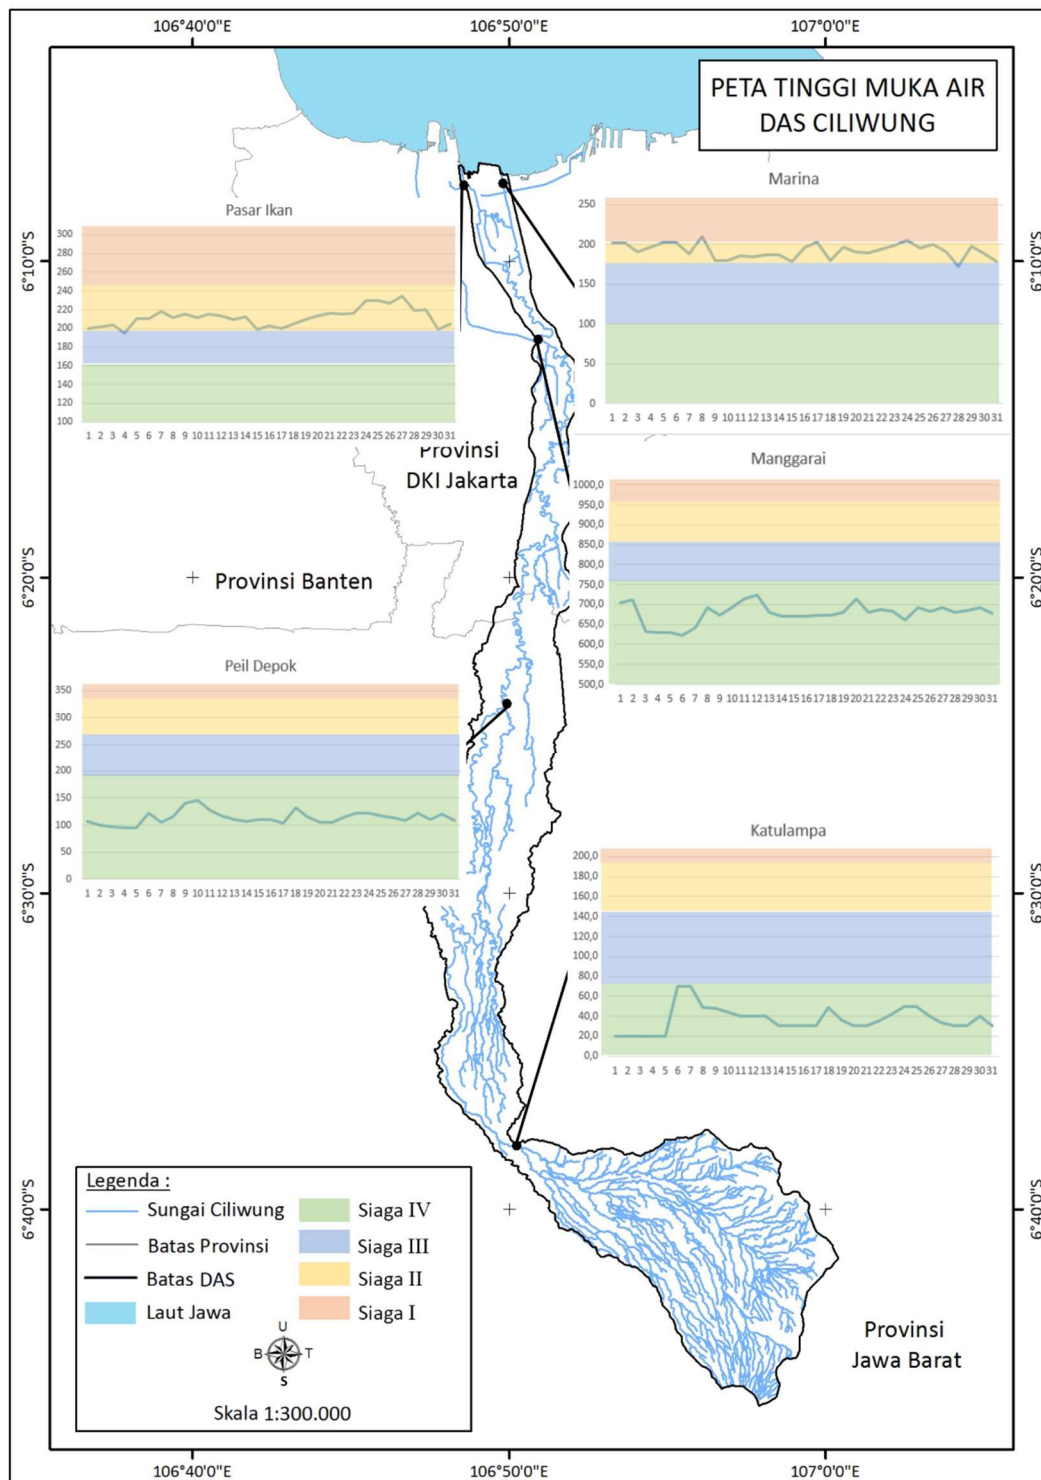 106°40'0"E 106°50'0"E 107°0'0"E
PETA TINGGI MUKA AIR
DAS CILIWUNG
6°10'0"S
6°20'0"S
6°30'0"S
6°40'0"S
6°10'0"S
6°20'0"S
6°30'0"S
6°40'0"S
Pasar Ikan
300
280
260
240
220
200
180
160
140
120
100
1 2 3 4 5 6 7 8 9 10 11 12 13 14 15 16 17 18 19 20 21 22 23 24 25 26 27 28 29 30 31
Marina
250
200
150
100
50
0
1 2 3 4 5 6 7 8 9 10 11 12 13 14 15 16 17 18 19 20 21 22 23 24 25 26 27 28 29 30 31
Provinsi
DKI Jakarta
Manggarai
1000,0
950,0
900,0
850,0
800,0
750,0
700,0
650,0
600,0
550,0
500,0
1 2 3 4 5 6 7 8 9 10 11 12 13 14 15 16 17 18 19 20 21 22 23 24 25 26 27 28 29 30 31
Provinsi Banten
Peil Depok
350
300
250
200
150
100
50
0
1 2 3 4 5 6 7 8 9 10 11 12 13 14 15 16 17 18 19 20 21 22 23 24 25 26 27 28 29 30 31
Katulampa
200,0
180,0
160,0
140,0
120,0
100,0
80,0
60,0
40,0
20,0
0,0
1 2 3 4 5 6 7 8 9 10 11 12 13 14 15 16 17 18 19 20 21 22 23 24 25 26 27 28 29 30 31
Legenda :
Sungai Ciliwung
Batas Provinsi
Batas DAS
Laut Jawa
Siaga IV
Siaga III
Siaga II
Siaga I
U
B T
S
Skala 1:300.000
Provinsi
Jawa Barat
106°40'0"E 106°50'0"E 107°0'0"E